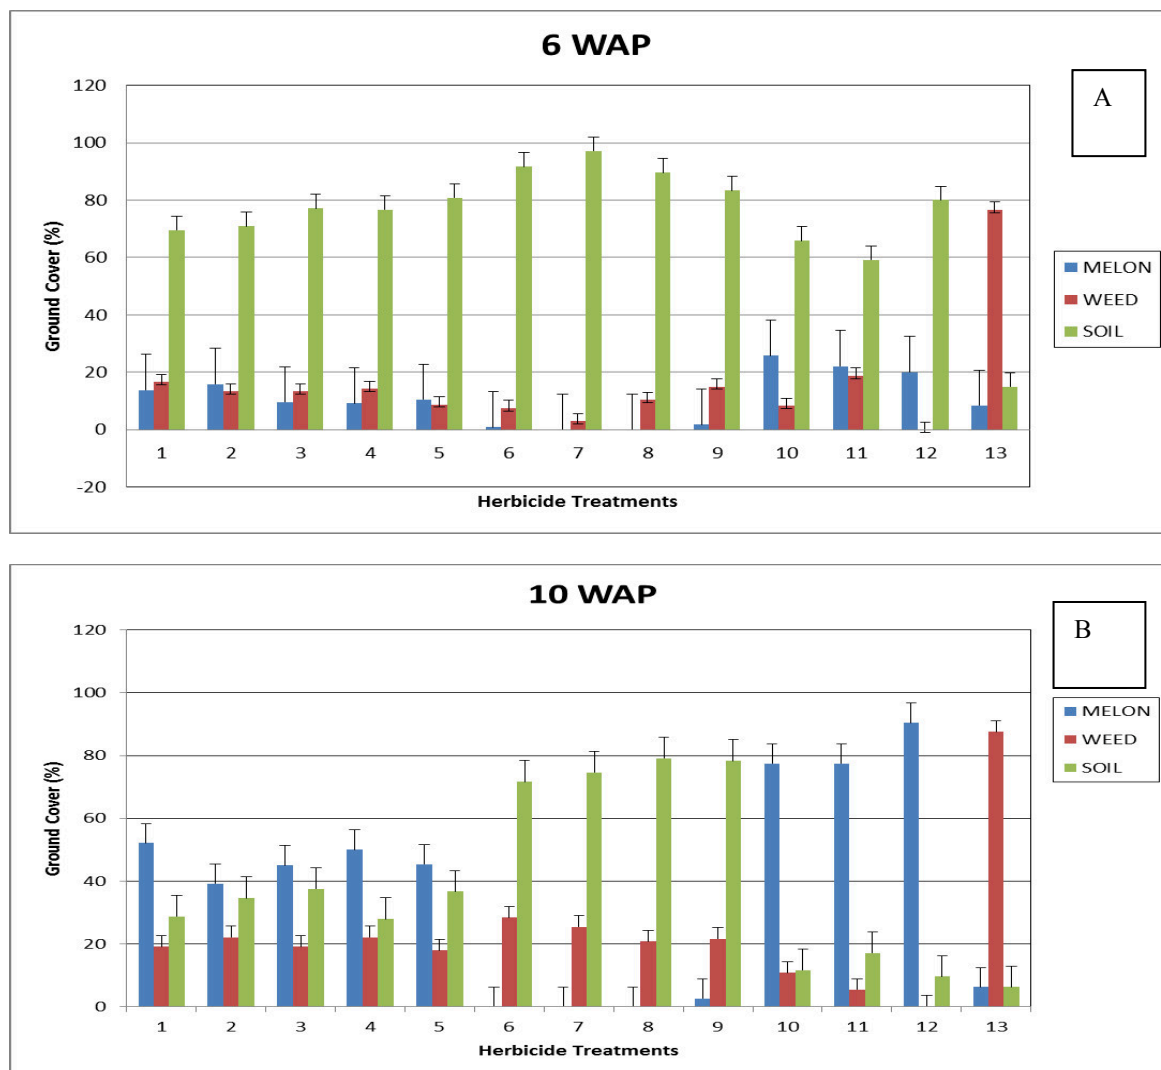 6 WAP
A
120
100
80
60
40
20
0
-20
Ground Cover (%)
1 2 3 4 5 6 7 8 9 10 11 12 13
Herbicide Treatments
MELON
WEED
SOIL
10 WAP
B
120
100
80
60
40
20
0
Ground Cover (%)
1 2 3 4 5 6 7 8 9 10 11 12 13
Herbicide Treatments
MELON
WEED
SOIL